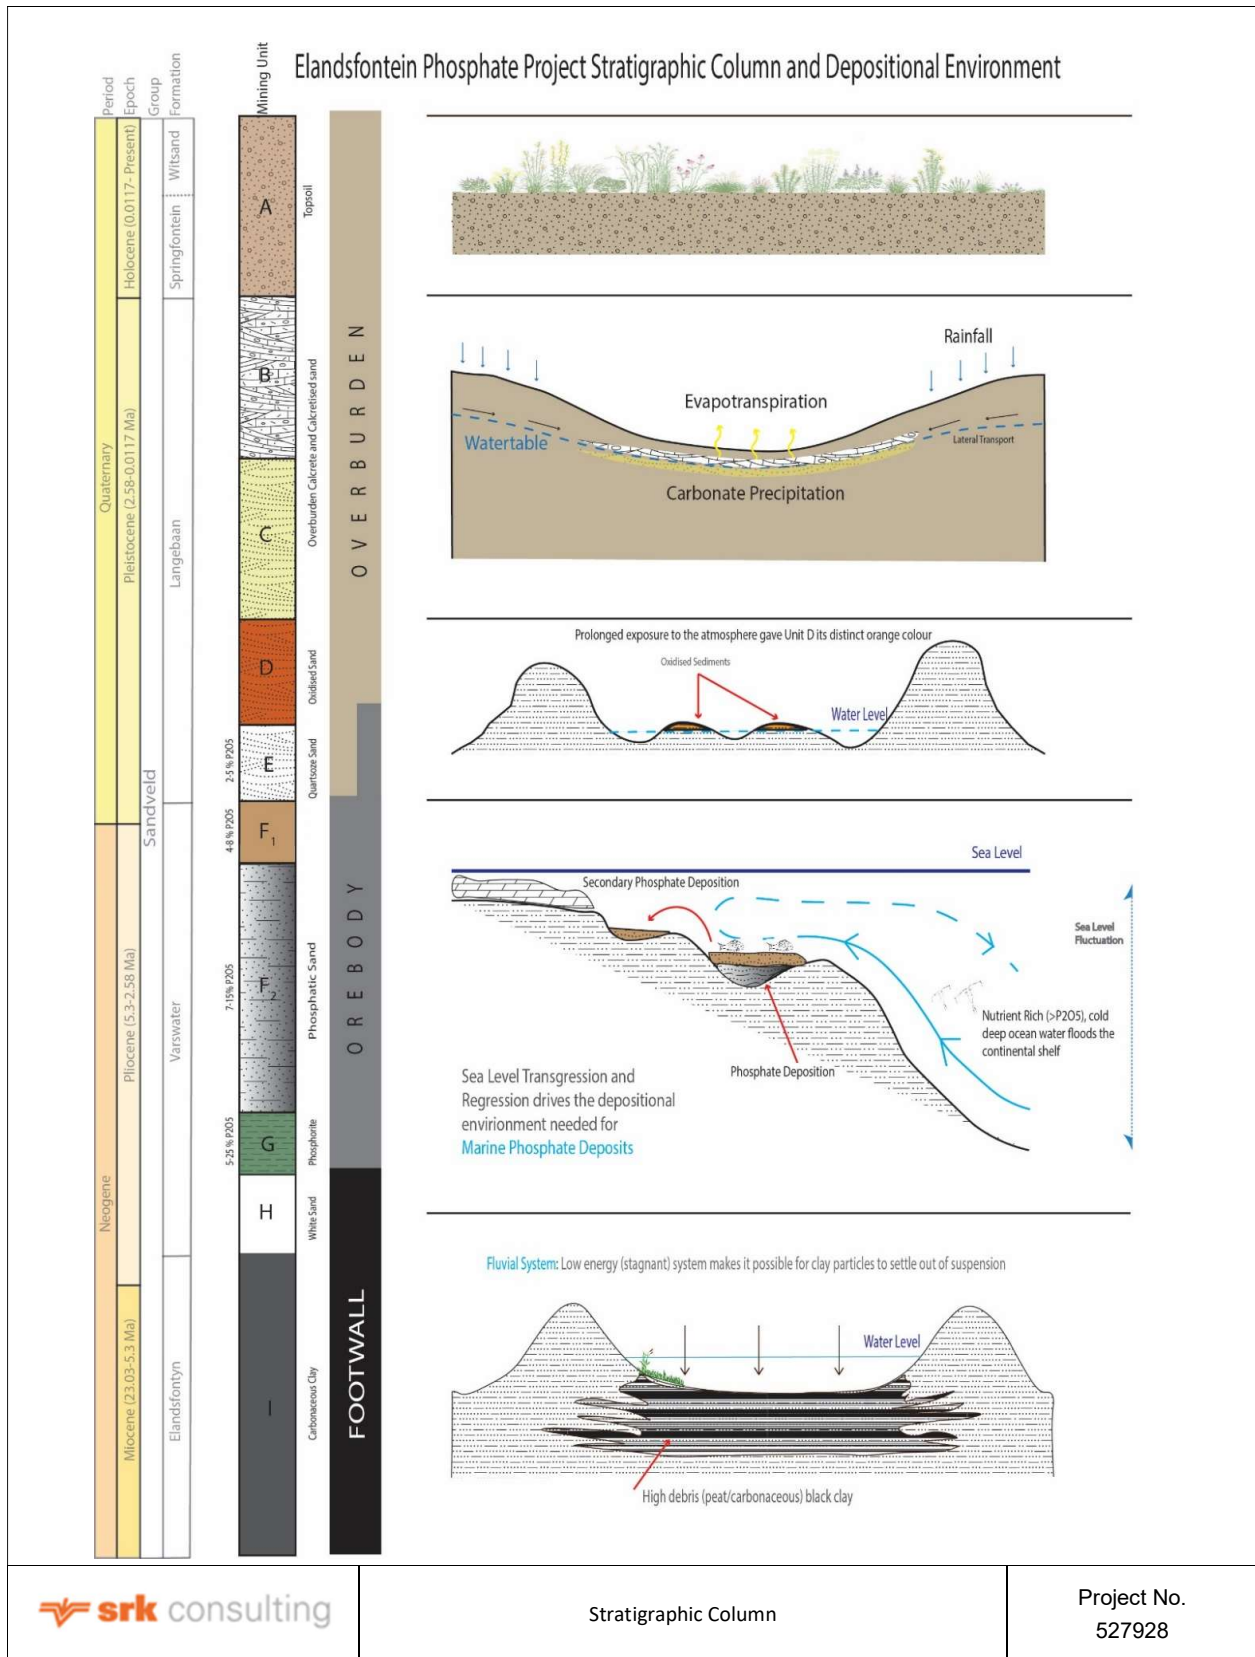 Elandsfontein Phosphate Project Stratigraphic Column and Depositional Environment
Period
Epoch
Group
Formation
Mining Unit
Quaternary
Neogene
Holocene (0.0117- Present)
Pleistocene (2.58-0.0117 Ma)
Pliocene (5.3-2.58 Ma)
Miocene (23.03-5.3 Ma)
Sandveld
Witsand
Springfontein
Langebaan
Varswater
Elandsfontyn
2-5 % P2O5
4-8 % P2O5
7-15% P2O5
5-25 % P2O5
A
B
C
D
E
F1
F2
G
H
I
Topsoil
Overburden Calcrete and Calcretised sand
Oxidised Sand
Quartsoze Sand
Phosphatic Sand
Phosphorite
White Sand
Carbonaceous Clay
OVERBURDEN
OREBODY
FOOTWALL
Rainfall
Evapotranspiration
Watertable
Lateral Transport
Carbonate Precipitation
Prolonged exposure to the atmosphere gave Unit D its distinct orange colour
Oxidised Sediments
Water Level
Sea Level
Secondary Phosphate Deposition
Sea Level
Fluctuation
Nutrient Rich (>P2O5), cold
deep ocean water floods the
continental shelf
Phosphate Deposition
Sea Level Transgression and
Regression drives the depositional
envirionment needed for
Marine Phosphate Deposits
Fluvial System: Low energy (stagnant) system makes it possible for clay particles to settle out of suspension
Water Level
High debris (peat/carbonaceous) black clay
srk consulting
Stratigraphic Column
Project No.
527928